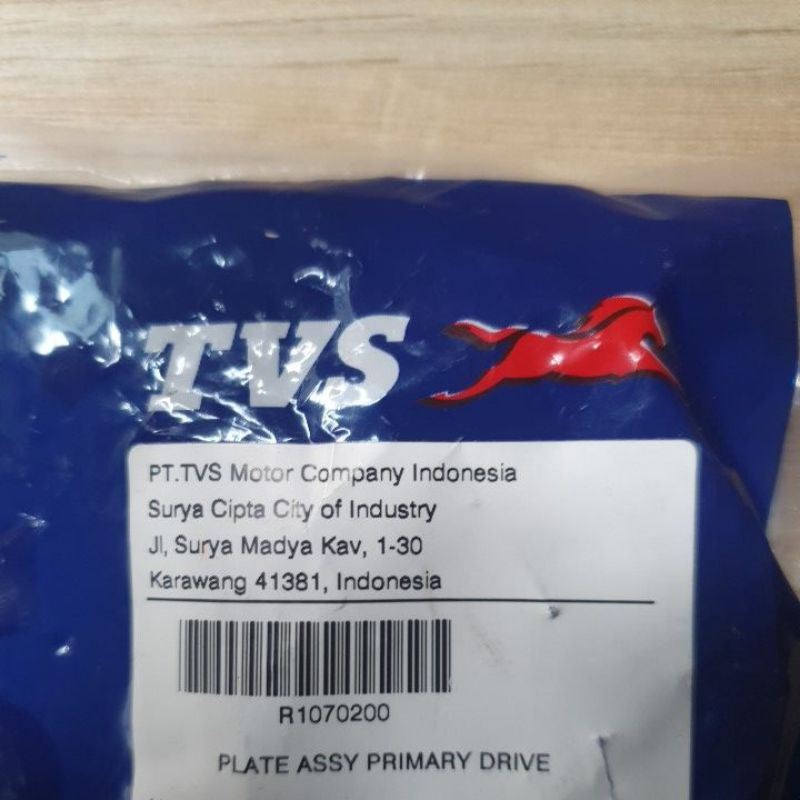 TVS
PT.TVS Motor Company Indonesia
Surya Cipta City of Industry
Jl, Surya Madya Kav, 1-30
Karawang 41381, Indonesia
R1070200
PLATE ASSY PRIMARY DRIVE